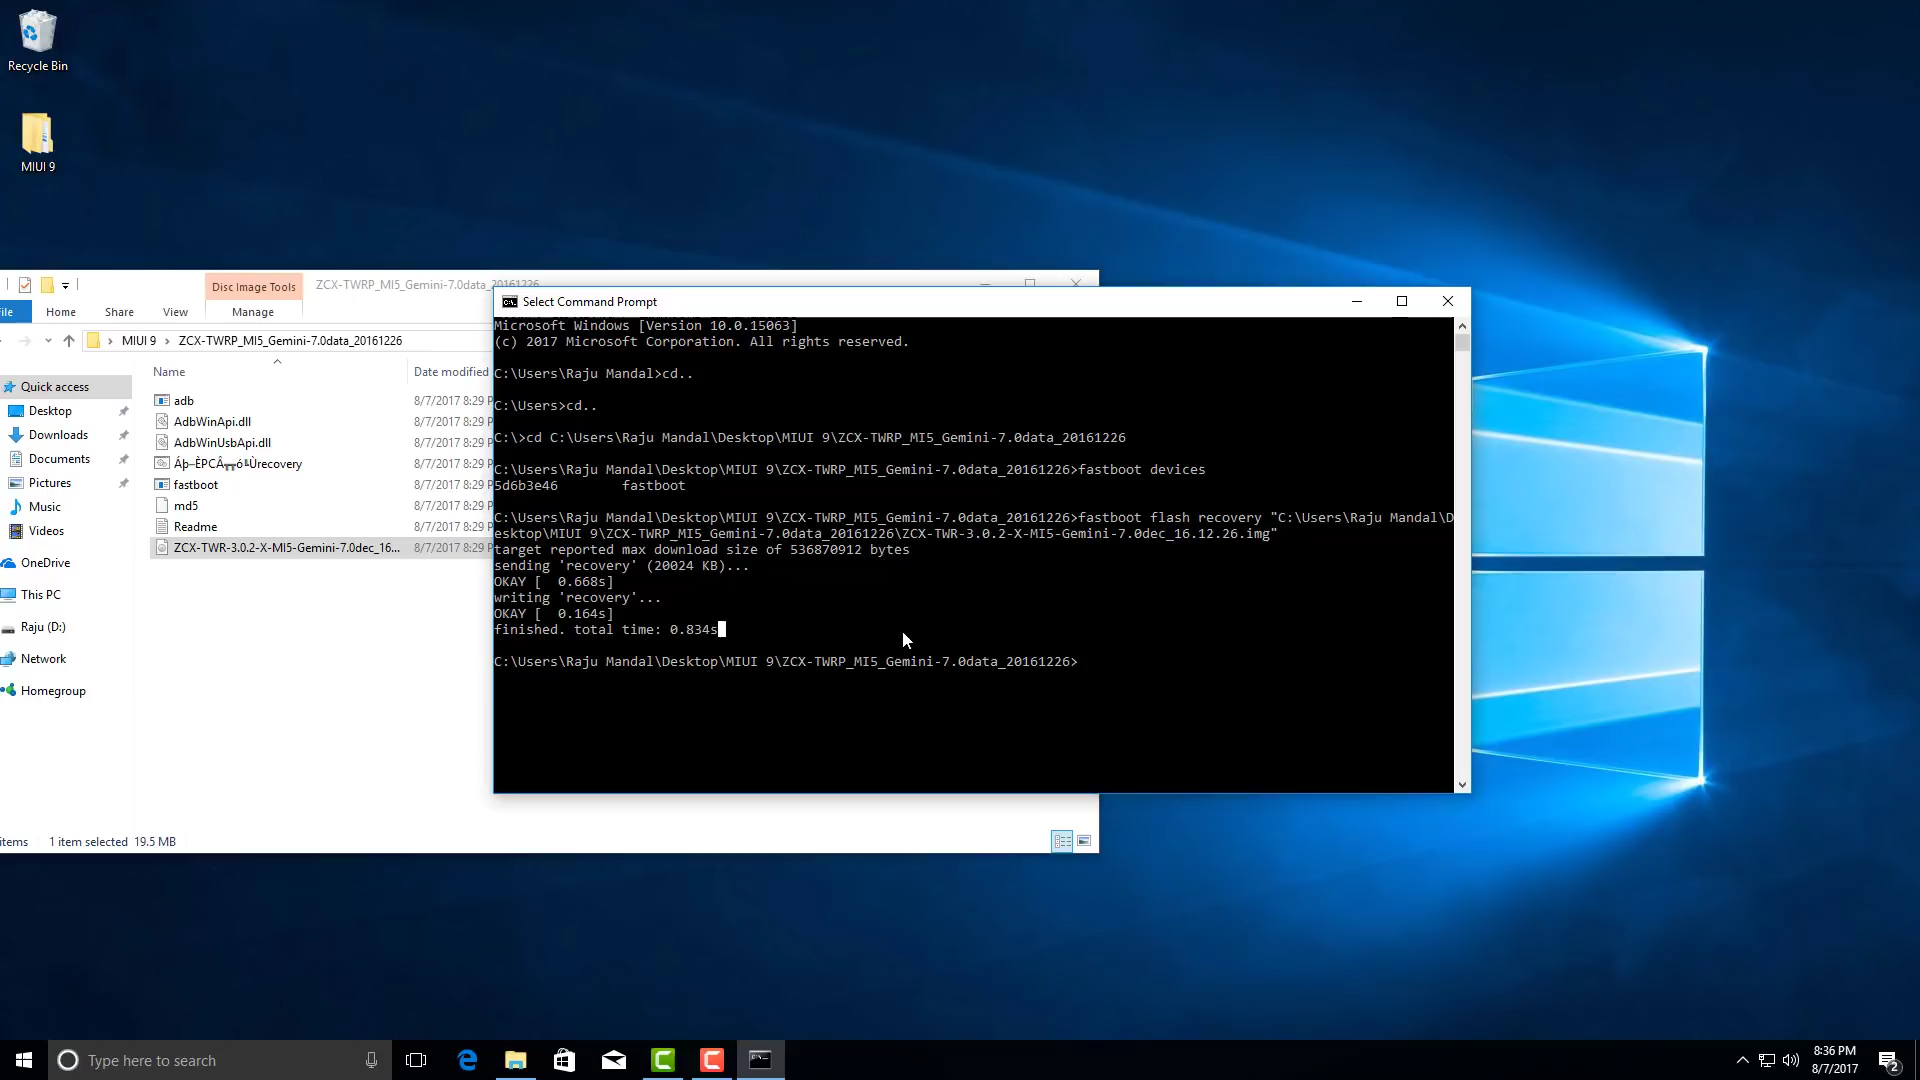 Recycle Bin
MIUI 9
Disc Image Tools
ZCX-TWRP_MI5_Gemini-7.0data_20161226
ile
Home
Share
View
Manage
MIUI 9 > ZCX-TWRP_MI5_Gemini-7.0data_20161226
Name
Date modified
Quick access
Desktop
Downloads
Documents
Pictures
Music
Videos
OneDrive
This PC
Raju (D:)
Network
Homegroup
adb 8/7/2017 8:29 P
AdbWinApi.dll 8/7/2017 8:29 P
AdbWinUsbApi.dll 8/7/2017 8:29 P
8/7/2017 8:29 P
fastboot 8/7/2017 8:29 P
md5 8/7/2017 8:29 P
Readme 8/7/2017 8:29 P
ZCX-TWR-3.0.2-X-MI5-Gemini-7.0dec_16... 8/7/2017 8:29 P
items 1 item selected 19.5 MB
Select Command Prompt
Microsoft Windows [Version 10.0.15063]
(c) 2017 Microsoft Corporation. All rights reserved.
C:\Users\Raju Mandal>cd..
C:\Users>cd..
C:\>cd C:\Users\Raju Mandal\Desktop\MIUI 9\ZCX-TWRP_MI5_Gemini-7.0data_20161226
C:\Users\Raju Mandal\Desktop\MIUI 9\ZCX-TWRP_MI5_Gemini-7.0data_20161226>fastboot devices
5d6b3e46 fastboot
C:\Users\Raju Mandal\Desktop\MIUI 9\ZCX-TWRP_MI5_Gemini-7.0data_20161226>fastboot flash recovery "C:\Users\Raju Mandal\D
esktop\MIUI 9\ZCX-TWRP_MI5_Gemini-7.0data_20161226\ZCX-TWR-3.0.2-X-MI5-Gemini-7.0dec_16.12.26.img"
target reported max download size of 536870912 bytes
sending 'recovery' (20024 KB)...
OKAY [ 0.668s]
writing 'recovery'...
OKAY [ 0.164s]
finished. total time: 0.834s
C:\Users\Raju Mandal\Desktop\MIUI 9\ZCX-TWRP_MI5_Gemini-7.0data_20161226>
Type here to search
8:36 PM
8/7/2017
2